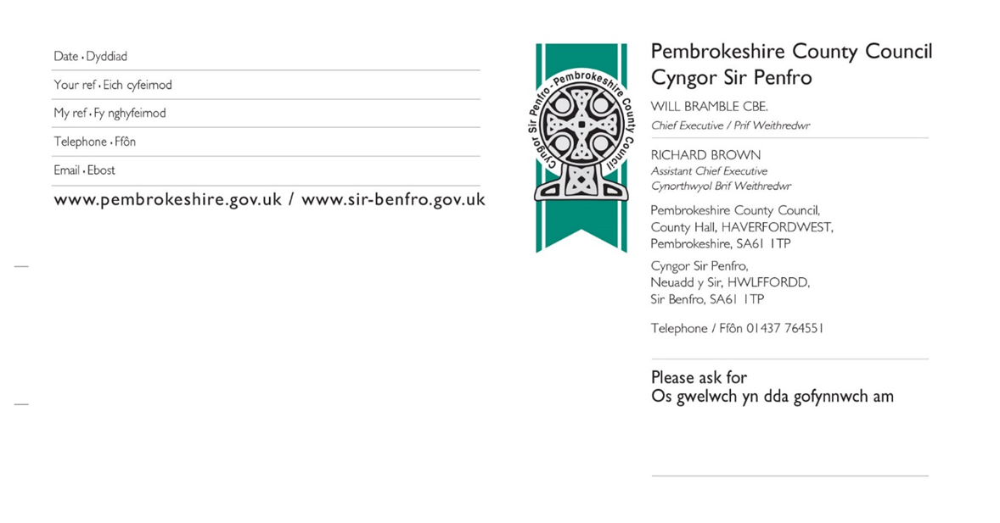 Date • Dyddiad
Your ref • Eich cyfeirnod
My ref • Fy nghyfeirnod
Telephone • Ffôn
Email • Ebost
www.pembrokeshire.gov.uk / www.sir-benfro.gov.uk
Cyngor Sir Penfro - Pembrokeshire County Council
Pembrokeshire County Council
Cyngor Sir Penfro
WILL BRAMBLE CBE.
Chief Executive / Prif Weithredwr
RICHARD BROWN
Assistant Chief Executive
Cynorthwyol Brif Weithredwr
Pembrokeshire County Council,
County Hall, HAVERFORDWEST,
Pembrokeshire, SA61 1TP
Cyngor Sir Penfro,
Neuadd y Sir, HWLFFORDD,
Sir Benfro, SA61 1TP
Telephone / Ffôn 01437 764551
Please ask for
Os gwelwch yn dda gofynnwch am